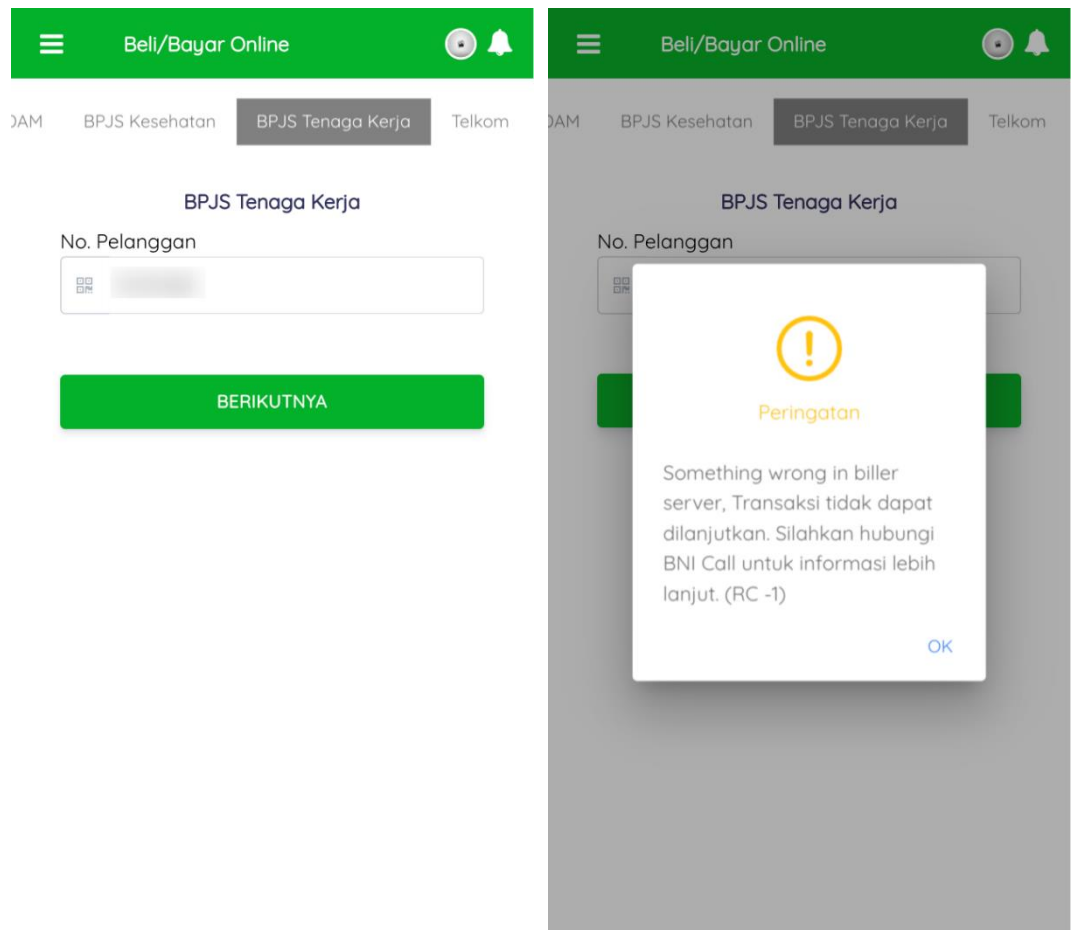 Beli/Bayar Online
BPJS Kesehatan BPJS Tenaga Kerja Telkom
BPJS Tenaga Kerja
No. Pelanggan
BERIKUTNYA
Beli/Bayar Online
BPJS Kesehatan BPJS Tenaga Kerja Telkom
BPJS Tenaga Kerja
No. Pelanggan
Peringatan
Something wrong in biller
server, Transaksi tidak dapat
dilanjutkan. Silahkan hubungi
BNI Call untuk informasi lebih
lanjut. (RC -1)
OK